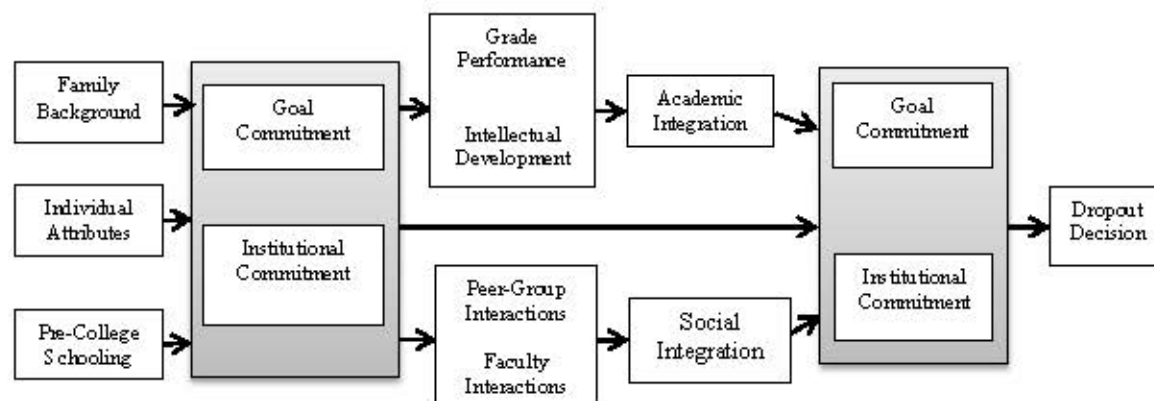 Family
Background
Individual
Attributes
Pre-College
Schooling
Goal
Commitment
Institutional
Commitment
Grade
Performance
Intellectual
Development
Peer-Group
Interactions
Faculty
Interactions
Academic
Integration
Social
Integration
Goal
Commitment
Institutional
Commitment
Dropout
Decision